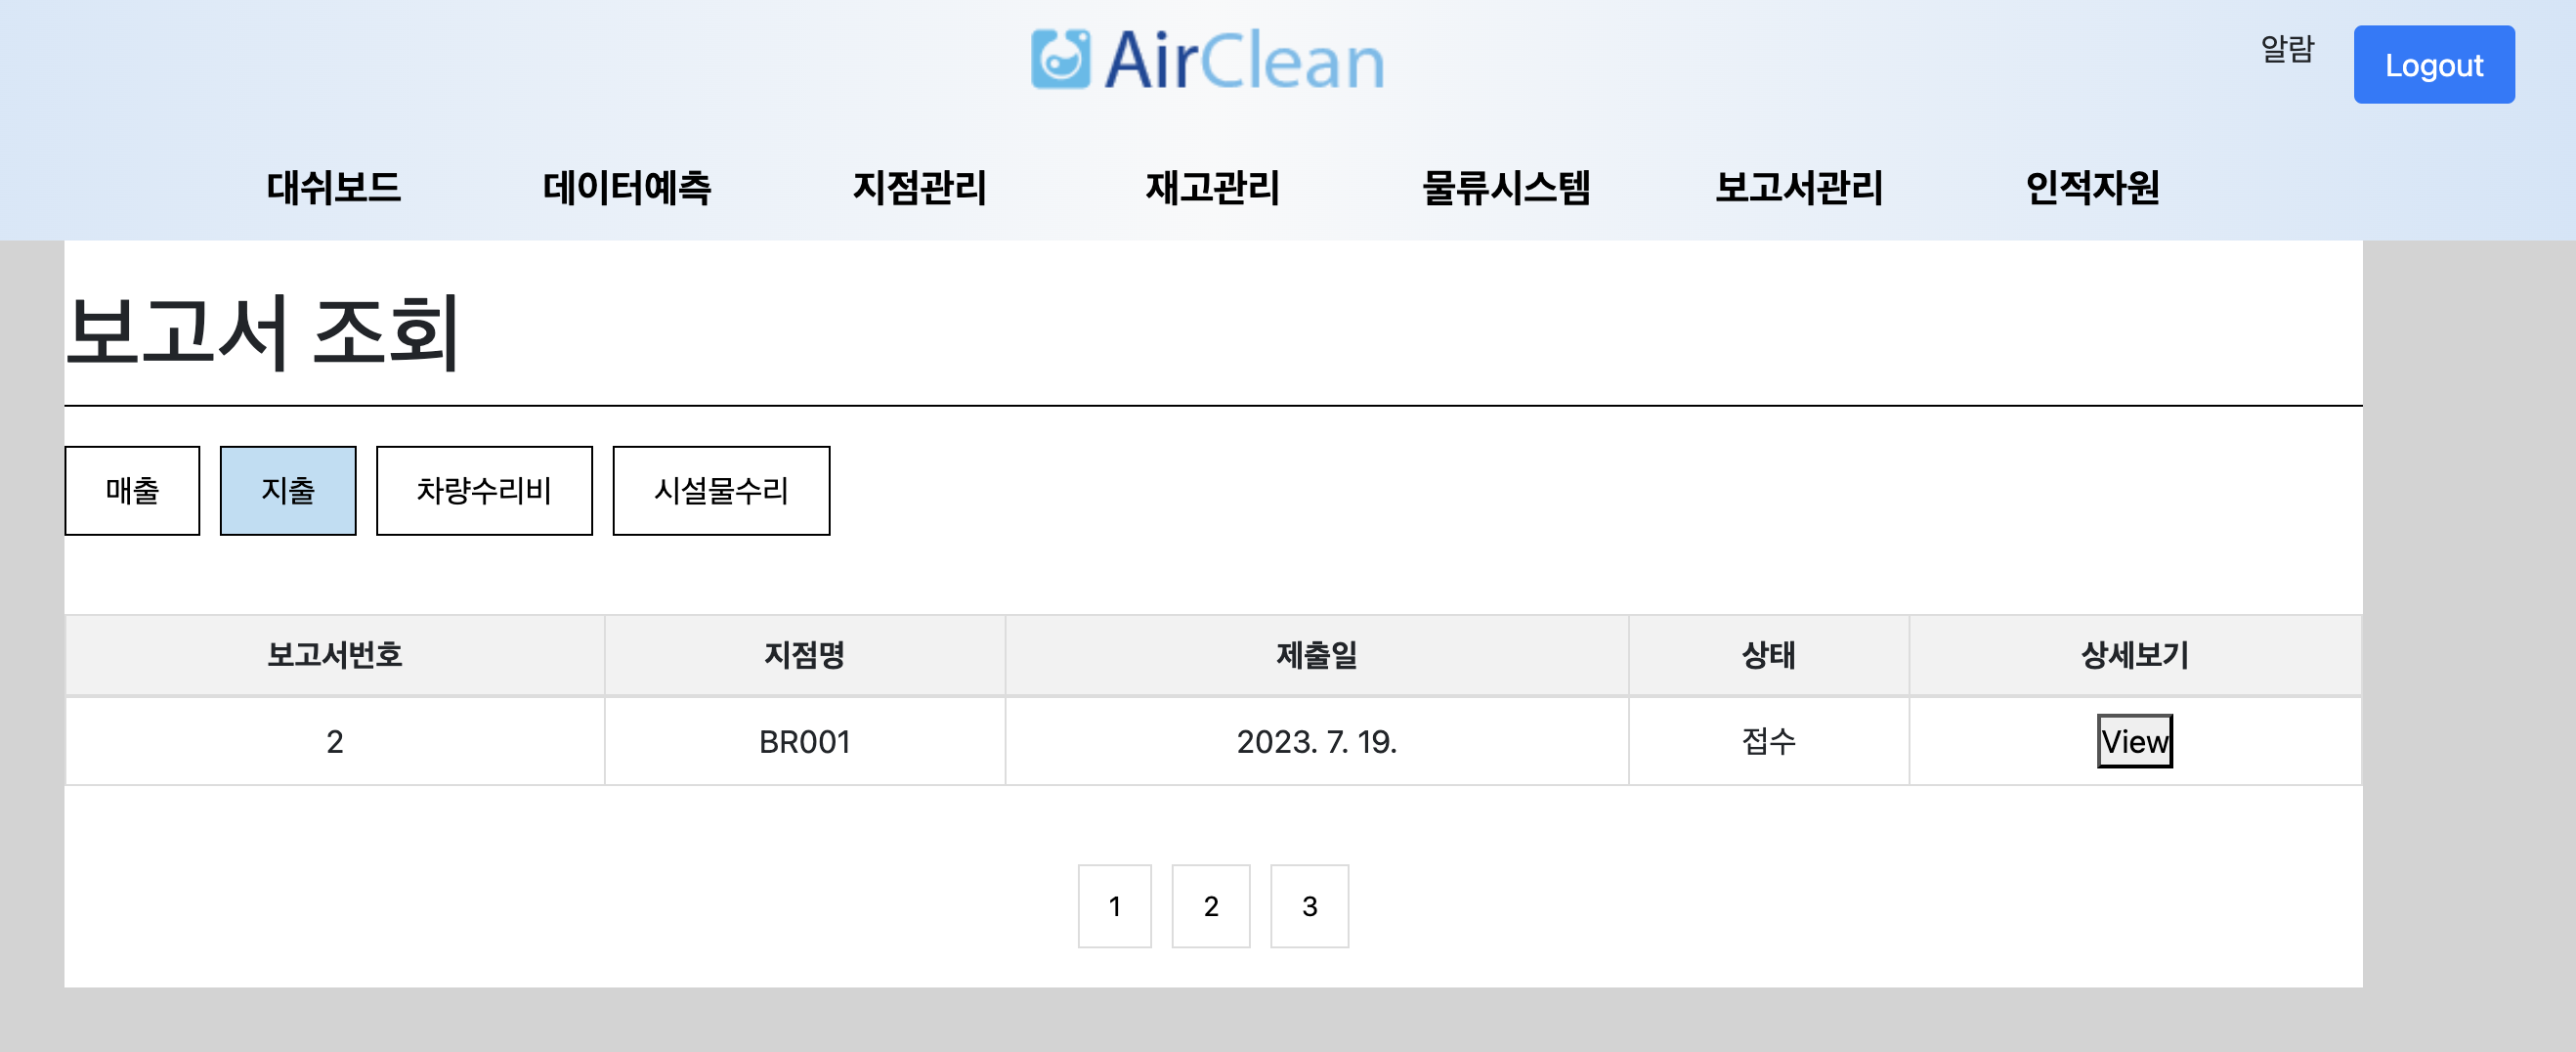 AirClean
알람
Logout
대쉬보드 데이터예측 지점관리 재고관리 물류시스템 보고서관리 인적자원
보고서 조회
매출 지출 차량수리비 시설물수리
보고서번호 지점명 제출일 상태 상세보기
2 BR001 2023. 7. 19. 접수 View
1 2 3